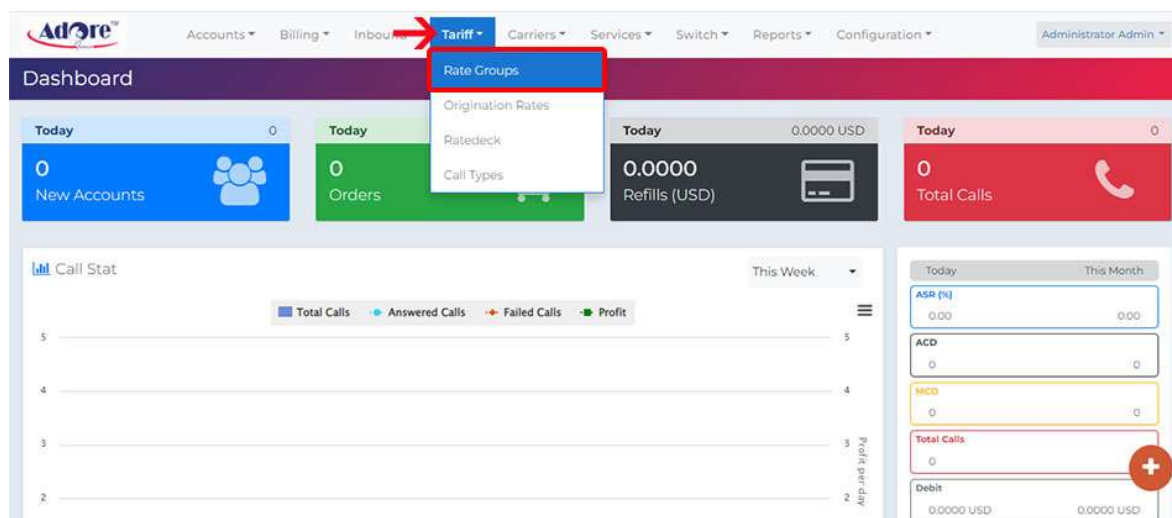 Adore™
Accounts Billing Inbound Tariff Carriers Services Switch Reports Configuration Administrator Admin
Dashboard
Rate Groups
Origination Rates
Ratedeck
Call Types
Today 0
0
New Accounts
Today
0
Orders
Today 0.0000 USD
0.0000
Refills (USD)
Today 0
0
Total Calls
Call Stat
This Week
Total Calls Answered Calls Failed Calls Profit
5 5
4 4
3 3
2 2
Profit per day
Today This Month
ASR (%)
0.00 0.00
ACD
0 0
MCD
0 0
Total Calls
0
Debit
0.0000 USD 0.0000 USD